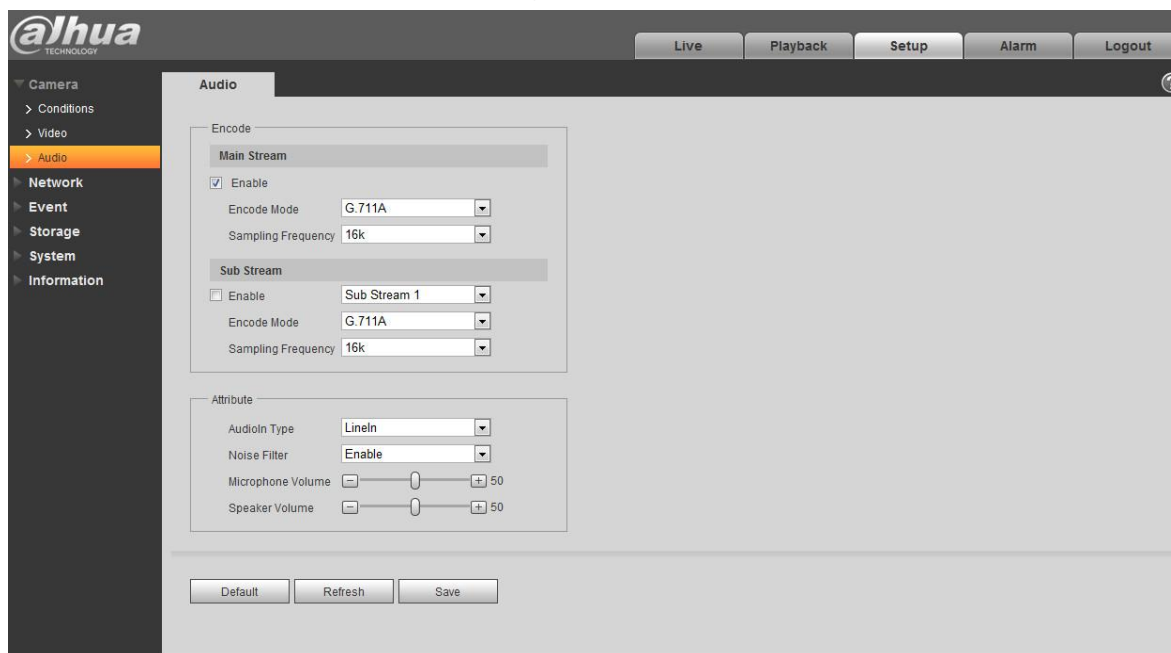 alhua
TECHNOLOGY
Live Playback Setup Alarm Logout
Camera
Conditions
Video
Audio
Network
Event
Storage
System
Information
Audio
?
Encode
Main Stream
Enable
Encode Mode G.711A
Sampling Frequency 16k
Sub Stream
Enable Sub Stream 1
Encode Mode G.711A
Sampling Frequency 16k
Attribute
AudioIn Type LineIn
Noise Filter Enable
Microphone Volume 50
Speaker Volume 50
Default Refresh Save